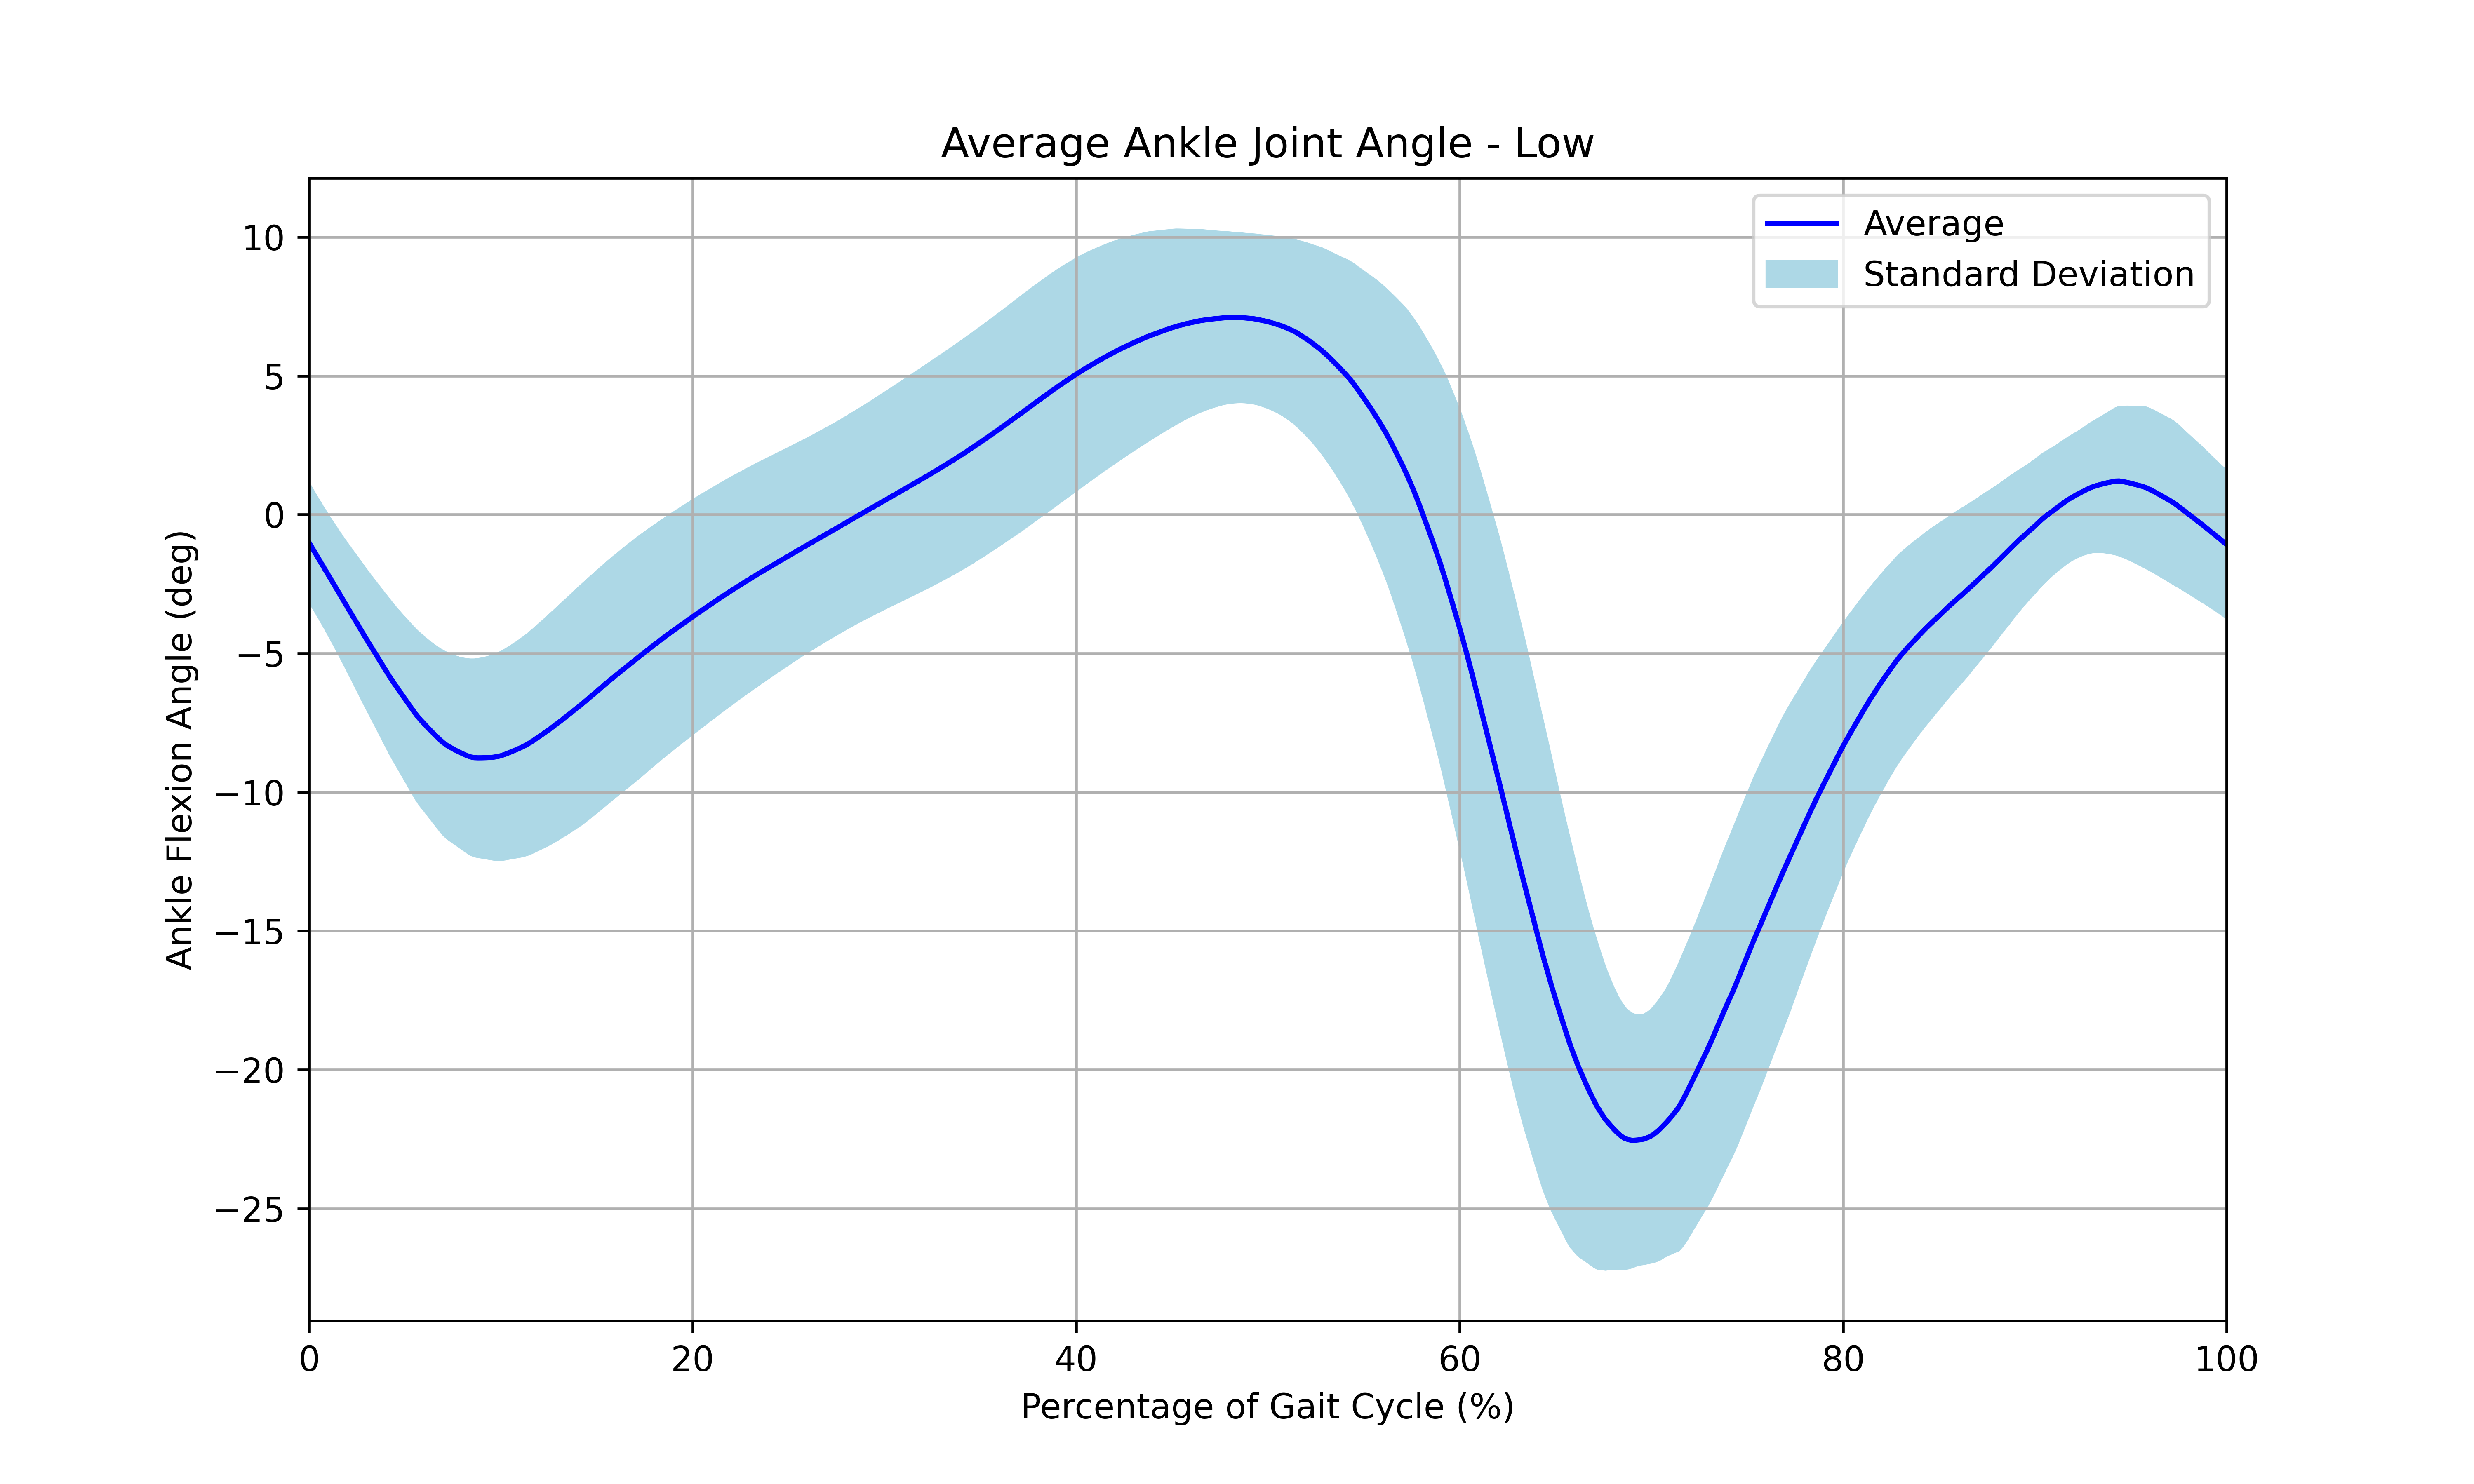 Average Ankle Joint Angle - Low
Average
Standard Deviation
Ankle Flexion Angle (deg)
10
5
0
−5
−10
−15
−20
−25
0 20 40 60 80 100
Percentage of Gait Cycle (%)